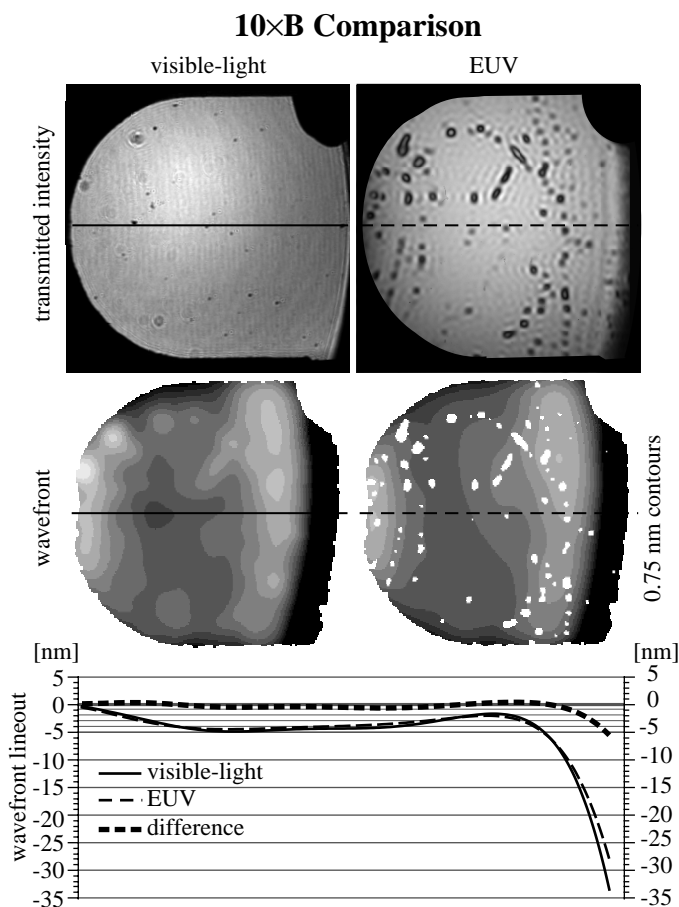 10×B Comparison
visible-light
EUV
transmitted intensity
wavefront
0.75 nm contours
[nm]
[nm]
wavefront lineout
5
0
-5
-10
-15
-20
-25
-30
-35
visible-light
EUV
difference
5
0
-5
-10
-15
-20
-25
-30
-35